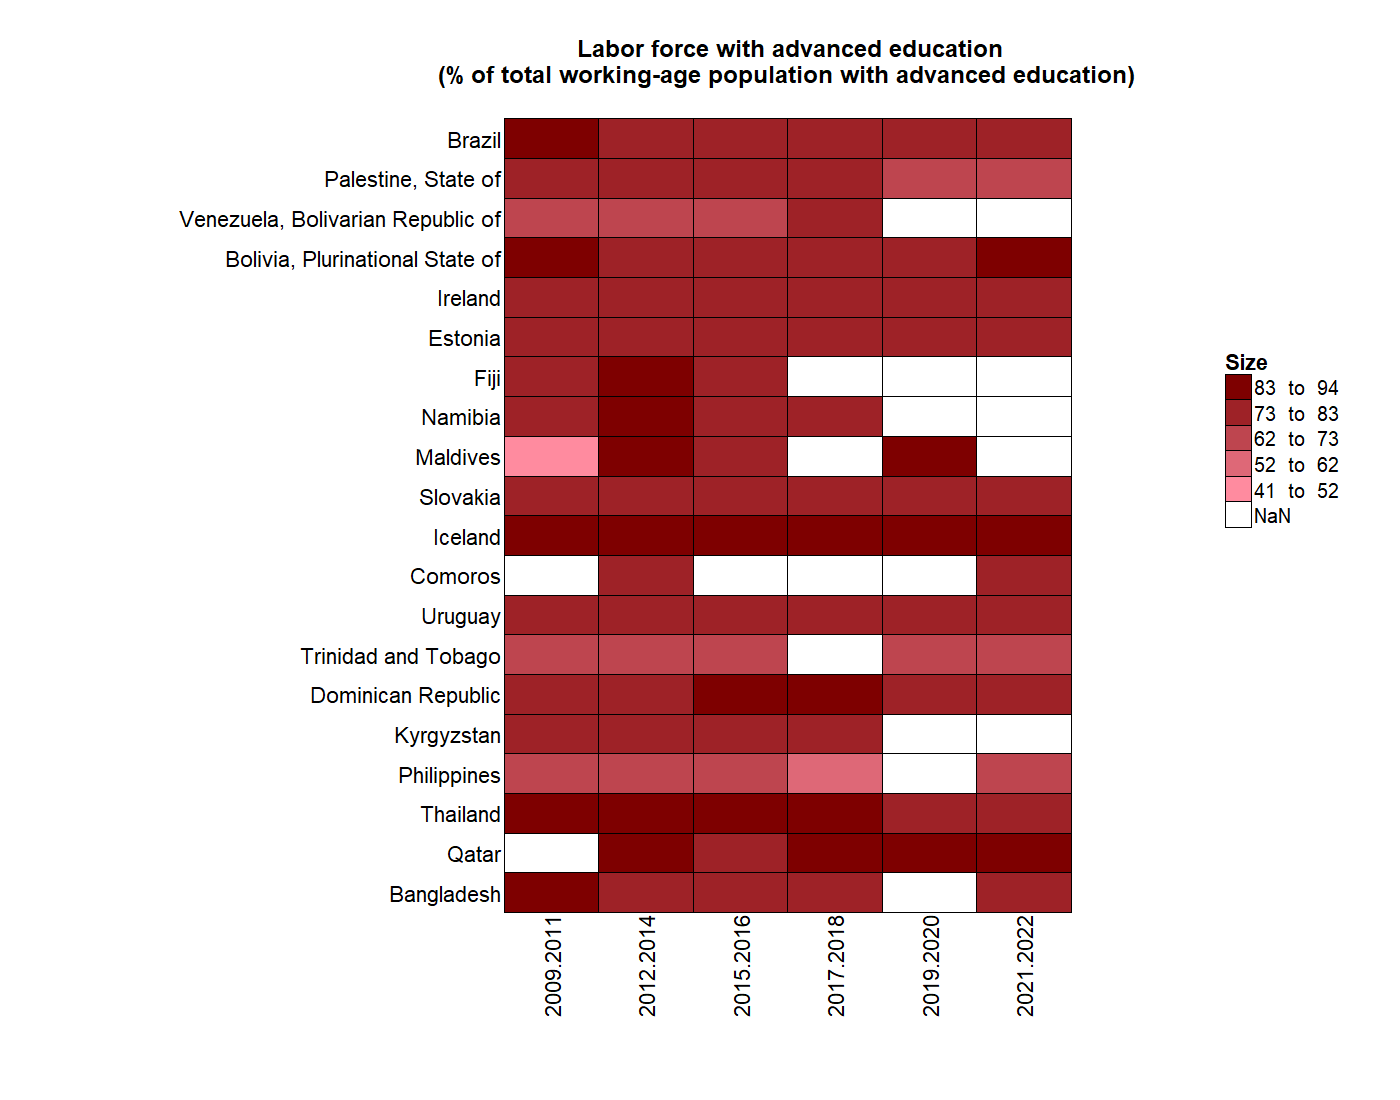 Labor force with advanced education
(% of total working-age population with advanced education)
Brazil
Palestine, State of
Venezuela, Bolivarian Republic of
Bolivia, Plurinational State of
Ireland
Estonia
Fiji
Namibia
Maldives
Slovakia
Iceland
Comoros
Uruguay
Trinidad and Tobago
Dominican Republic
Kyrgyzstan
Philippines
Thailand
Qatar
Bangladesh
2009.2011
2012.2014
2015.2016
2017.2018
2019.2020
2021.2022
Size
83 to 94
73 to 83
62 to 73
52 to 62
41 to 52
NaN